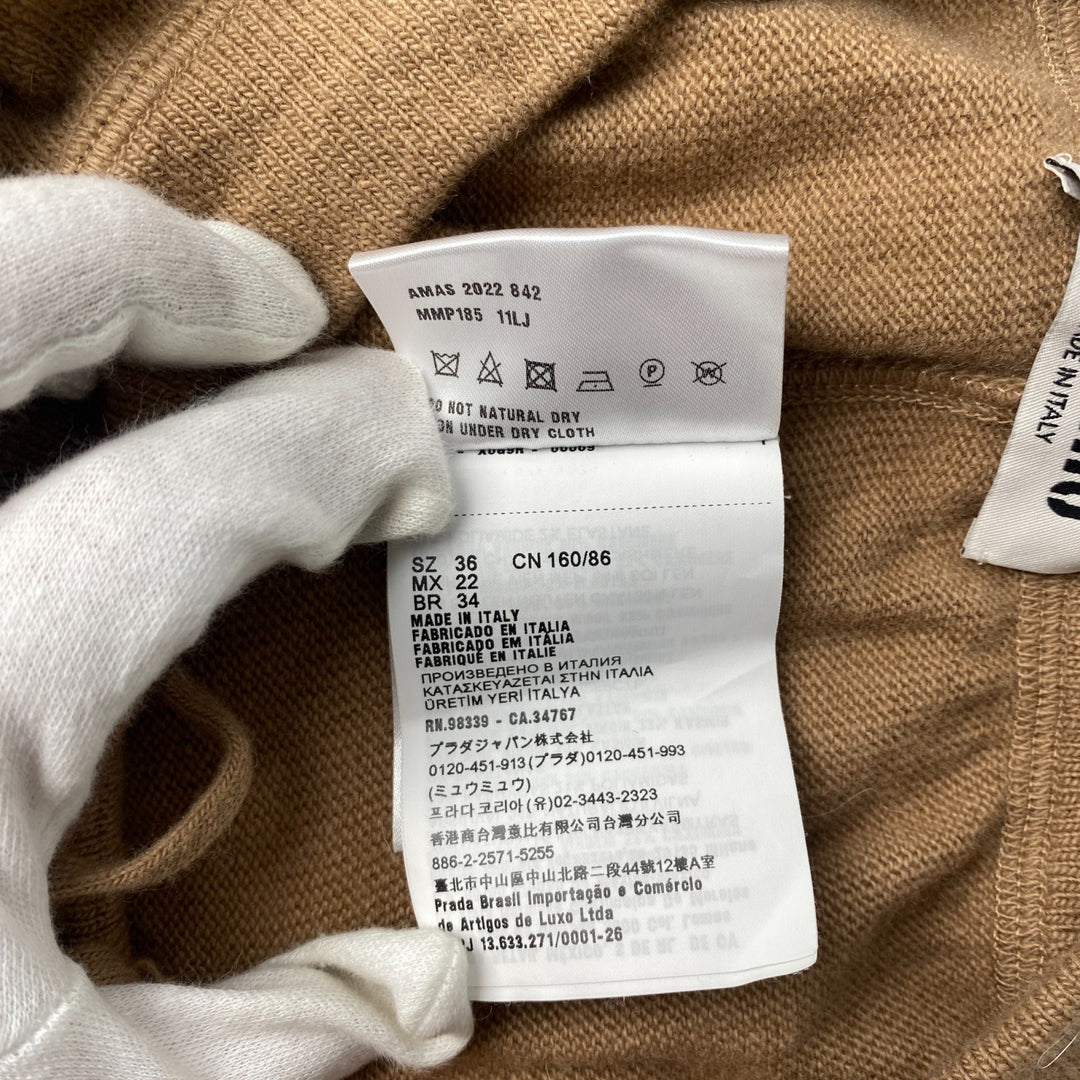 AMAS 2022 842
MMP185 11LJ
P
DO NOT NATURAL DRY
UNDER DRY CLOTH
SZ 36 CN 160/86
MX 22
BR 34
MADE IN ITALY
FABRICADO EN ITALIA
FABRICADO EM ITÀLIA
FABRIQUÉ EN ITALIE
ПРОИЗВЕДЕНО В ИТАЛИЯ
ΚΑΤΑΣΚΕΥΑΖΕΤΑΙ ΣΤΗΝ ΙΤΑΛΙΑ
ÜRETİM YERİ İTALYA
RN.98339 - CA.34767
プラダジャパン株式会社
0120-451-913(プラダ)0120-451-993
(ミュウミュウ)
프라다코리아(유)02-3443-2323
香港商台灣意比有限公司台灣分公司
886-2-2571-5255
臺北市中山區中山北路二段44號12樓A室
Prada Brasil Importação e Comércio
de Artigos de Luxo Ltda
13.633.271/0001-26
MADE IN ITALY